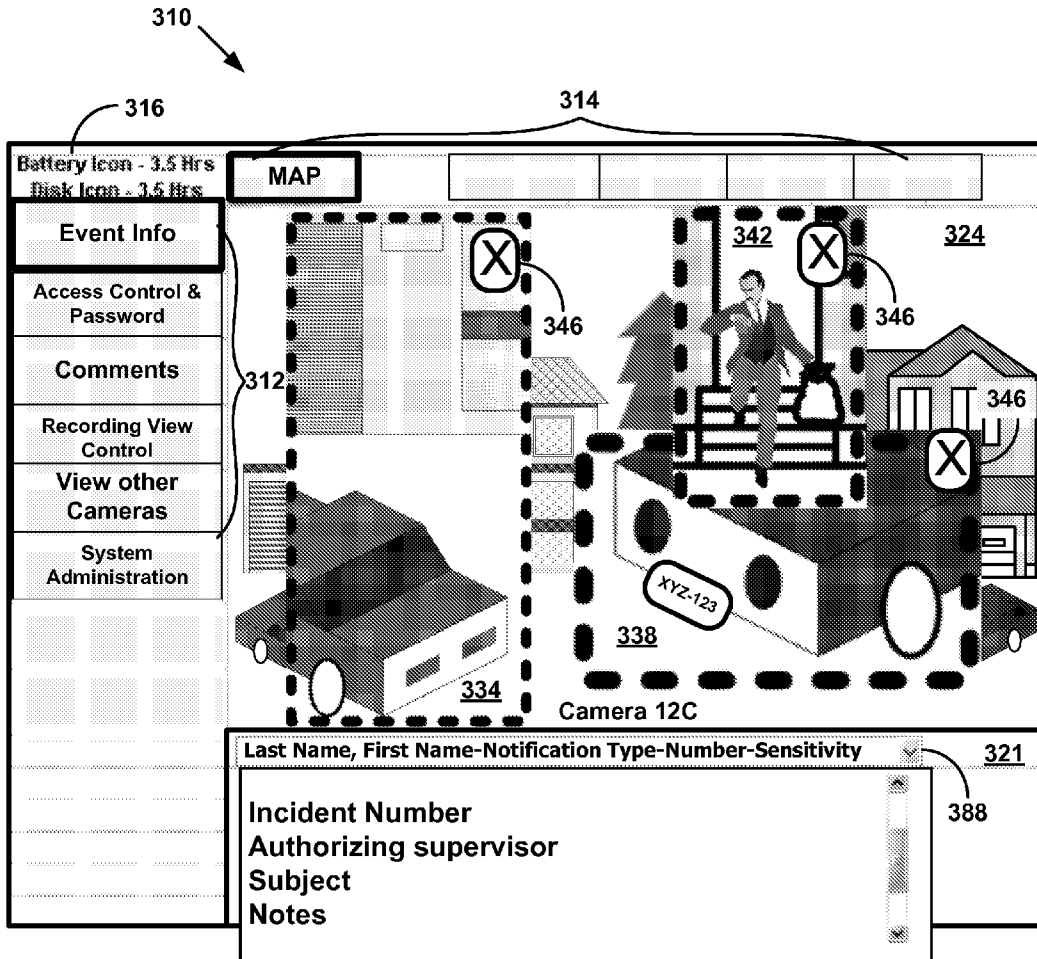 310
316
314
Battery Icon - 3.5 Hrs
Disk Icon - 3.5 Hrs
MAP
Event Info
342
X
X
324
346
346
Access Control &
Password
Comments
312
346
X
Recording View
Control
View other
Cameras
System
Administration
XYZ-123
338
334
Camera 12C
Last Name, First Name-Notification Type-Number-Sensitivity
321
388
Incident Number
Authorizing supervisor
Subject
Notes